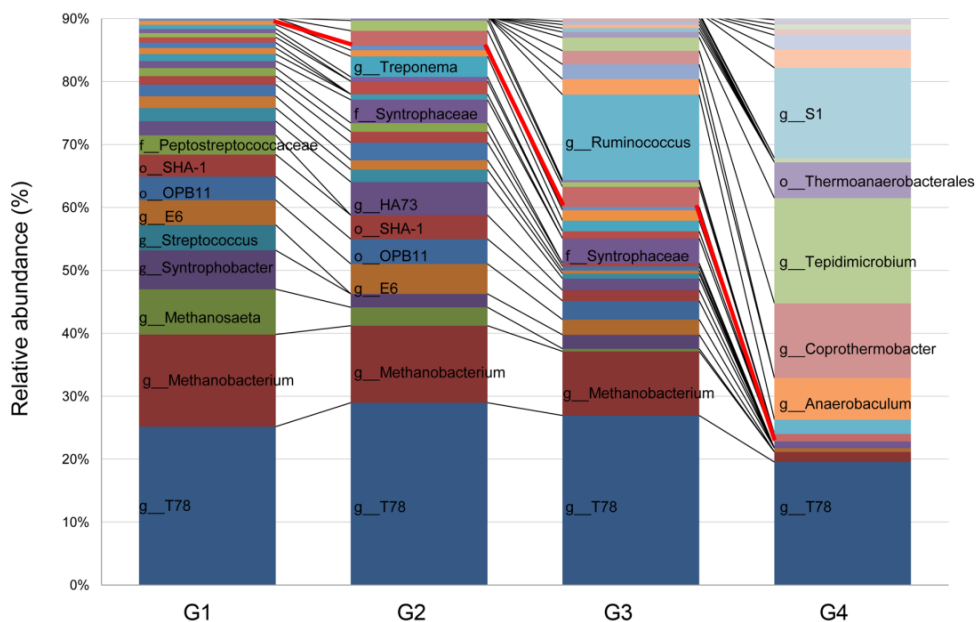 Relative abundance (%)
90%
80%
70%
60%
50%
40%
30%
20%
10%
0%
f__Peptostreptococcaceae
o__SHA-1
o__OPB11
g__E6
g__Streptococcus
g__Syntrophobacter
g__Methanosaeta
g__Methanobacterium
g__T78
g__Treponema
f__Syntrophaceae
g__HA73
o__SHA-1
o__OPB11
g__E6
g__Methanobacterium
g__T78
g__Ruminococcus
f__Syntrophaceae
g__Methanobacterium
g__T78
g__S1
o__Thermoanaerobacterales
g__Tepidimicrobium
g__Coprothermobacter
g__Anaerobaculum
g__T78
G1
G2
G3
G4